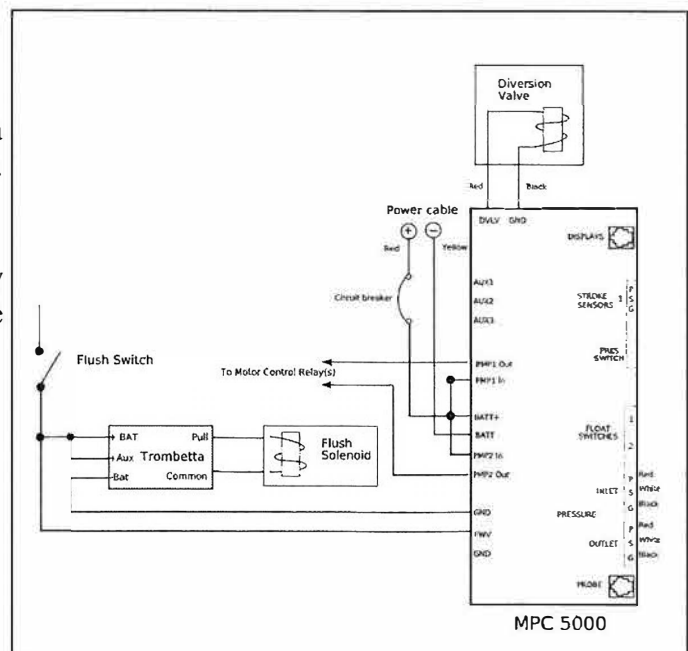 Diversion
Valve
Red
Black
Power cable
DVLV
GND
+
−
Red
Yellow
DISPLAYS
AUX1
AUX2
AUX3
Circuit breaker
STROKE
SENSORS
1
P
S
G
PRES
SWITCH
Flush Switch
To Motor Control Relay(s)
PMP1 Out
PMP1 In
BATT+
BATT
PMP2 In
PMP2 Out
FLOAT
SWITCHES
1
2
+ BAT
Pull
Aux
Trombetta
-Bat
Common
Flush
Solenoid
INLET
P
S
G
Red
White
Black
PRESSURE
OUTLET
P
S
G
Red
White
Black
GND
FWV
GND
PROBE
MPC 5000